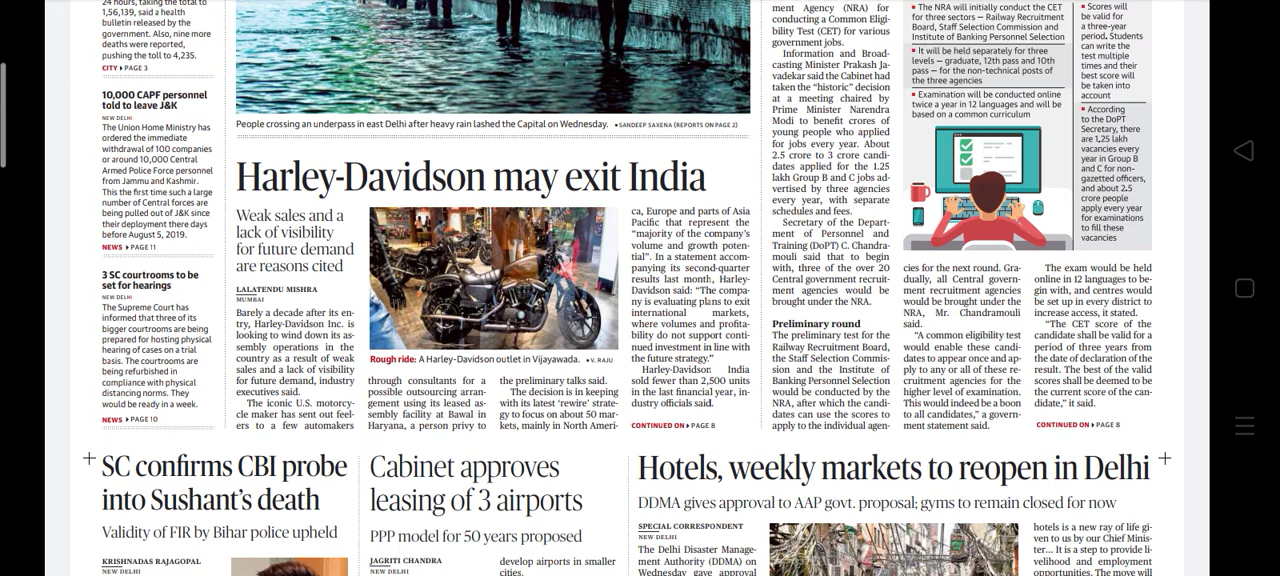 24 hours, taking the total to
1,56,139, said a health
bulletin released by the
government. Also, nine more
deaths were reported,
pushing the toll to 4,235.
CITY ▸ PAGE 3
10,000 CAPF personnel
told to leave J&K
NEW DELHI
The Union Home Ministry has
ordered the immediate
withdrawal of 100 companies
or around 10,000 Central
Armed Police Force personnel
from Jammu and Kashmir.
This the first time such a large
number of Central forces are
being pulled out of J&K since
their deployment there days
before August 5, 2019.
NEWS ▸ PAGE 11
3 SC courtrooms to be
set for hearings
NEW DELHI
The Supreme Court has
informed that three of its
bigger courtrooms are being
prepared for hosting physical
hearing of cases on a trial
basis. The courtrooms are
being refurbished in
compliance with physical
distancing norms. They
would be ready in a week.
NEWS ▸ PAGE 10
People crossing an underpass in east Delhi after heavy rain lashed the Capital on Wednesday. ▪ SANDEEP SAXENA (REPORTS ON PAGE 2)
Harley-Davidson may exit India
Weak sales and a
lack of visibility
for future demand
are reasons cited
LALATENDU MISHRA
MUMBAI
Barely a decade after its en-
try, Harley-Davidson Inc. is
looking to wind down its as-
sembly operations in the
country as a result of weak
sales and a lack of visibility
for future demand, industry
executives said.
The iconic U.S. motorcy-
cle maker has sent out feel-
ers to a few automakers
Rough ride: A Harley-Davidson outlet in Vijayawada. ▪ V. RAJU
through consultants for a
possible outsourcing arran-
gement using its leased as-
sembly facility at Bawal in
Haryana, a person privy to
the preliminary talks said.
The decision is in keeping
with its latest ‘rewire’ strate-
gy to focus on about 50 mar-
kets, mainly in North Ameri-
ca, Europe and parts of Asia
Pacific that represent the
“majority of the company’s
volume and growth poten-
tial”. In a statement accom-
panying its second-quarter
results last month, Harley-
Davidson said: “The compa-
ny is evaluating plans to exit
international markets,
where volumes and profita-
bility do not support conti-
nued investment in line with
the future strategy.”
Harley-Davidson India
sold fewer than 2,500 units
in the last financial year, in-
dustry officials said.
CONTINUED ON ▸ PAGE 8
ment Agency (NRA) for
conducting a Common Eligi-
bility Test (CET) for various
government jobs.
Information and Broad-
casting Minister Prakash Ja-
vadekar said the Cabinet had
taken the “historic” decision
at a meeting chaired by
Prime Minister Narendra
Modi to benefit crores of
young people who applied
for jobs every year. About
2.5 crore to 3 crore candi-
dates applied for the 1.25
lakh Group B and C jobs ad-
vertised by three agencies
every year, with separate
schedules and fees.
Secretary of the Depart-
ment of Personnel and
Training (DoPT) C. Chandra-
mouli said that to begin
with, three of the over 20
Central government recruit-
ment agencies would be
brought under the NRA.
Preliminary round
The preliminary test for the
Railway Recruitment Board,
the Staff Selection Commis-
sion and the Institute of
Banking Personnel Selection
would be conducted by the
NRA, after which the candi-
dates can use the scores to
apply to the individual agen-
▪ The NRA will initially conduct the CET
for three sectors — Railway Recruitment
Board, Staff Selection Commission and
Institute of Banking Personnel Selection
▪ It will be held separately for three
levels — graduate, 12th pass and 10th
pass — for the non-technical posts of
the three agencies
▪ Examination will be conducted online
twice a year in 12 languages and will be
based on a common curriculum
▪ Scores will
be valid for
a three-year
period. Students
can write the
test multiple
times and their
best score will
be taken into
account
▪ According
to the DoPT
Secretary, there
are 1.25 lakh
vacancies every
year in Group B
and C for non-
gazetted officers,
and about 2.5
crore people
apply every year
for examinations
to fill these
vacancies
cies for the next round. Gra-
dually, all Central govern-
ment recruitment agencies
would be brought under the
NRA, Mr. Chandramouli
said.
“A common eligibility test
would enable these candi-
dates to appear once and ap-
ply to any or all of these re-
cruitment agencies for the
higher level of examination.
This would indeed be a boon
to all candidates,” a govern-
ment statement said.
The exam would be held
online in 12 languages to be-
gin with, and centres would
be set up in every district to
increase access, it stated.
“The CET score of the
candidate shall be valid for a
period of three years from
the date of declaration of the
result. The best of the valid
scores shall be deemed to be
the current score of the can-
didate,” it said.
CONTINUED ON ▸ PAGE 8
SC confirms CBI probe
into Sushant’s death
Validity of FIR by Bihar police upheld
KRISHNADAS RAJAGOPAL
NEW DELHI
Cabinet approves
leasing of 3 airports
PPP model for 50 years proposed
JAGRITI CHANDRA
NEW DELHI
develop airports in smaller
cities.
Hotels, weekly markets to reopen in Delhi
DDMA gives approval to AAP govt. proposal; gyms to remain closed for now
SPECIAL CORRESPONDENT
NEW DELHI
The Delhi Disaster Manage-
ment Authority (DDMA) on
Wednesday gave approval
hotels is a new ray of life gi-
ven to us by our Chief Minis-
ter... It is a step to provide li-
velihood and employment
opportunities. The move will